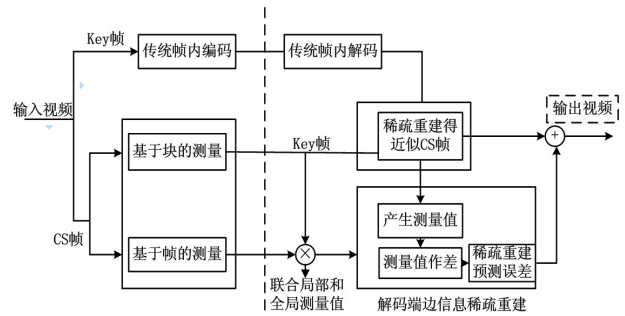 Key帧
传统帧内编码
传统帧内解码
输入视频
输出视频
稀疏重建得
近似CS帧
基于块的测量
Key帧
CS帧
产生测量值
基于帧的测量
测量值作差
稀疏重建
预测误差
联合局部和
全局测量值
解码端边信息稀疏重建